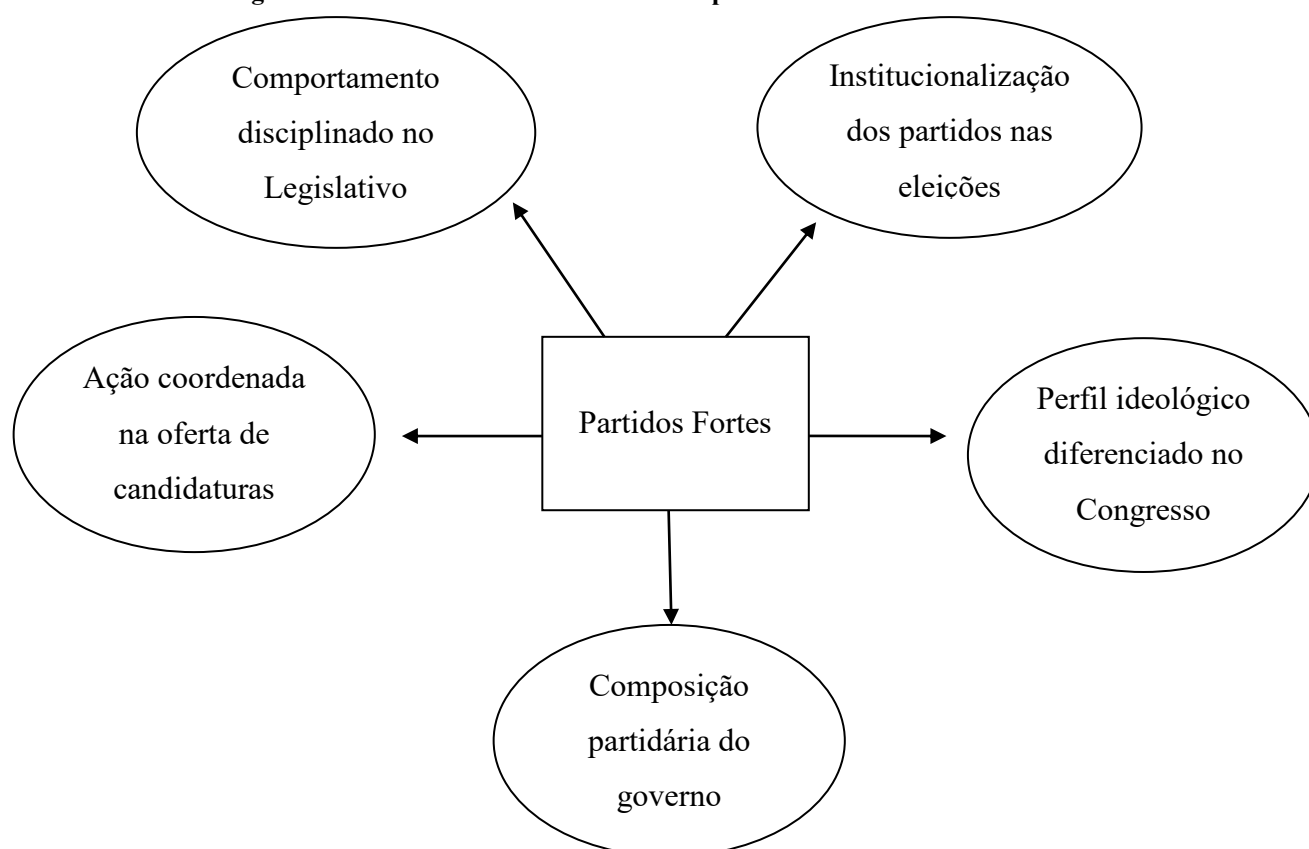 Comportamento
disciplinado no
Legislativo
Institucionalização
dos partidos nas
eleições
Ação coordenada
na oferta de
candidaturas
Partidos Fortes
Perfil ideológico
diferenciado no
Congresso
Composição
partidária do
governo